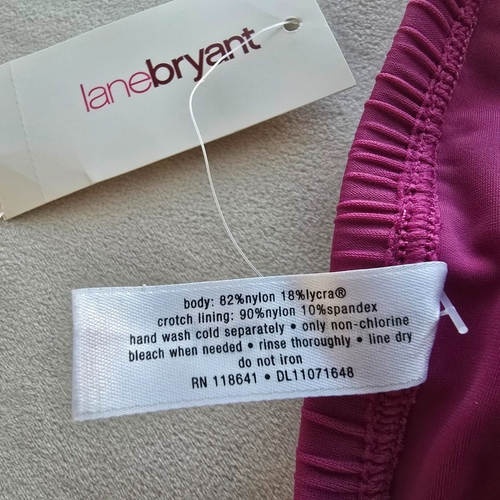 lanebryant
body: 82%nylon 18%lycra®
crotch lining: 90%nylon 10%spandex
hand wash cold separately • only non-chlorine
bleach when needed • rinse thoroughly • line dry
do not iron
RN 118641 • DL11071648